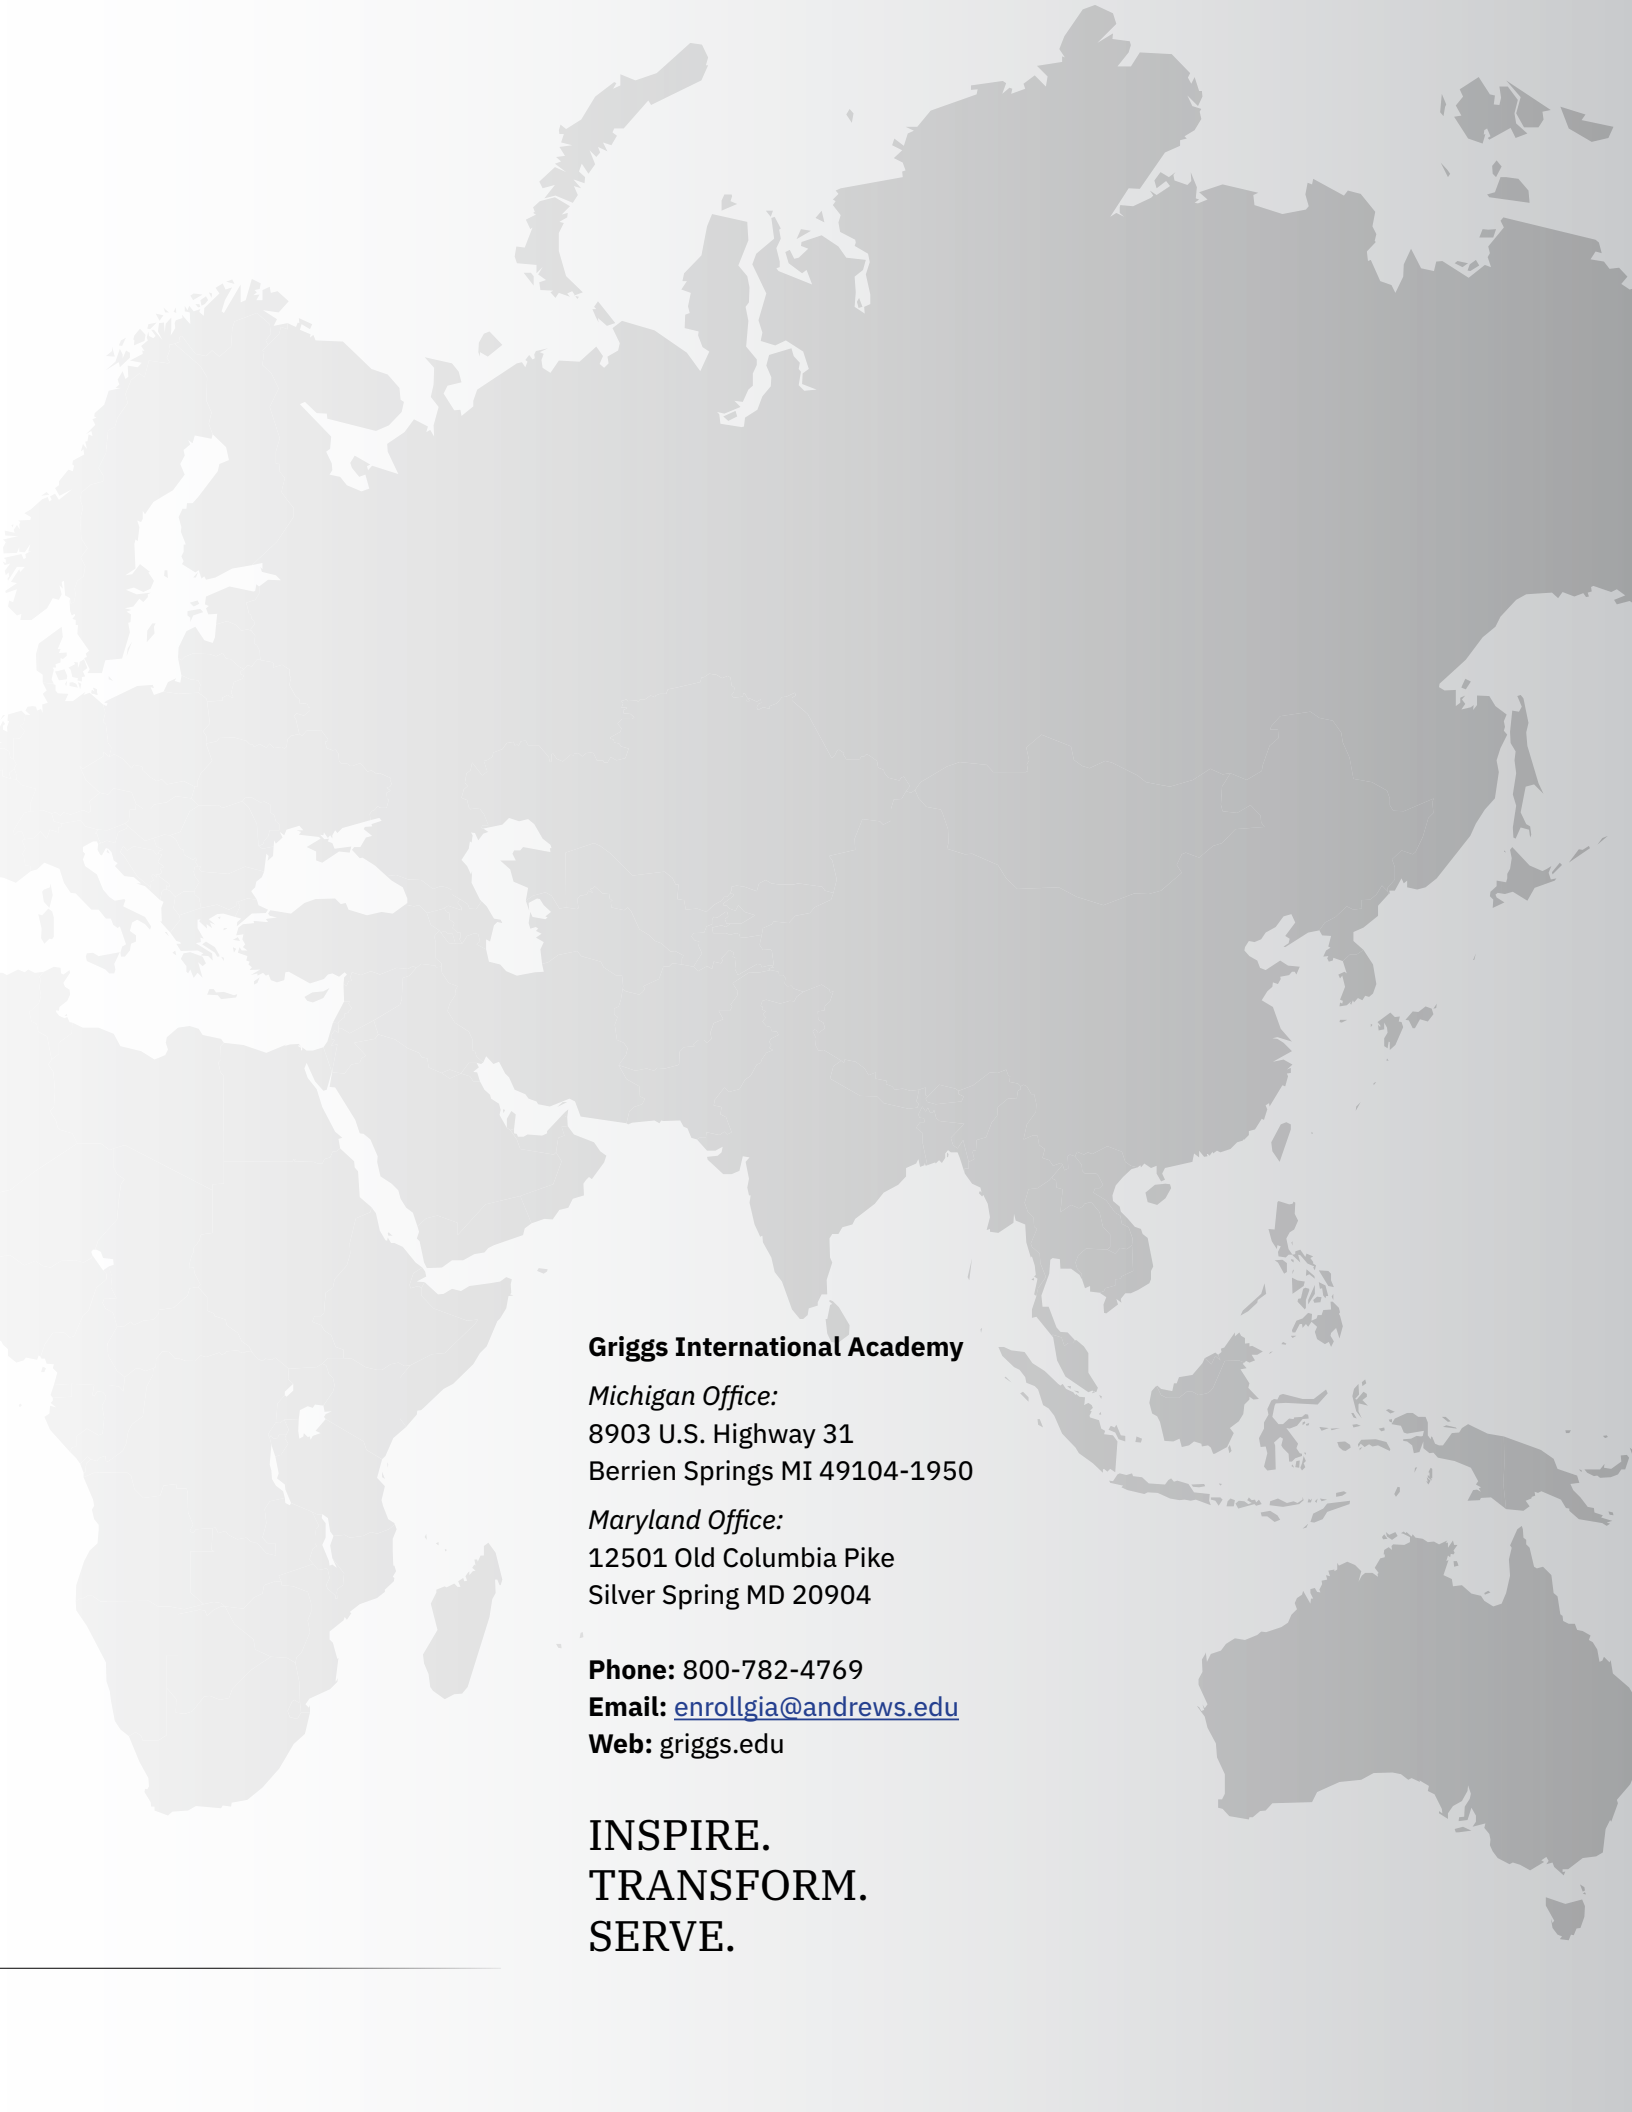 Griggs International Academy
Michigan Office:
8903 U.S. Highway 31
Berrien Springs MI 49104-1950
Maryland Office:
12501 Old Columbia Pike
Silver Spring MD 20904
Phone: 800-782-4769
Email: enrollgia@andrews.edu
Web: griggs.edu
INSPIRE.
TRANSFORM.
SERVE.